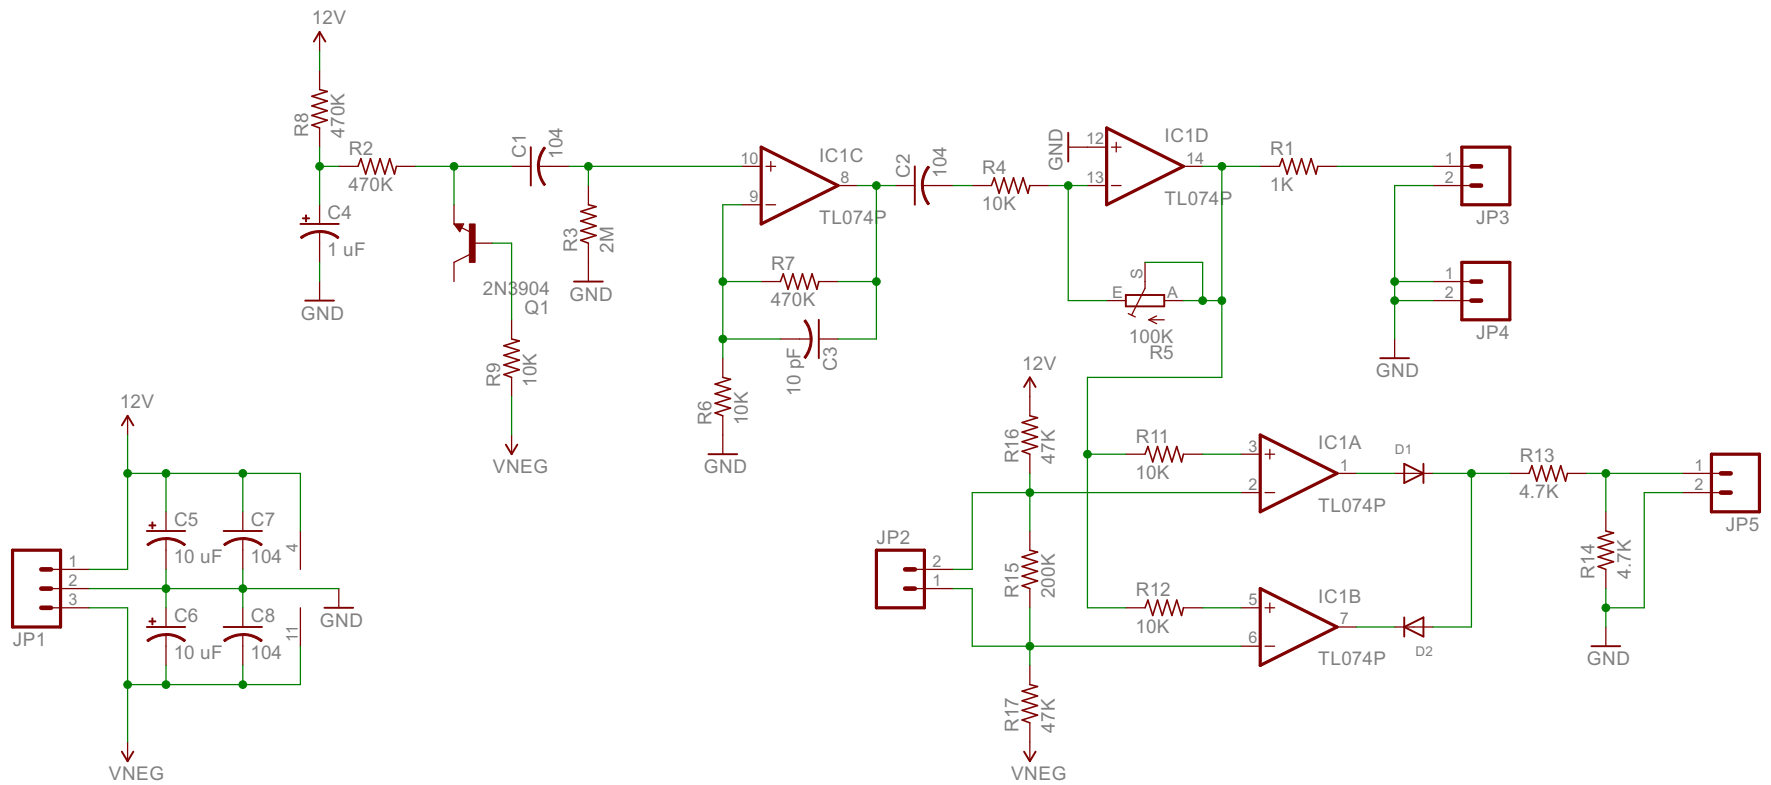 12V
R8
470K
R2
470K
C4
1 uF
GND
C1
104
R3
2M
GND
2N3904
Q1
R9
10K
VNEG
10
9
8
IC1C
TL074P
R7
470K
10 pF
C3
R6
10K
GND
C2
104
R4
10K
GND
12
13
14
IC1D
TL074P
S
E
A
100K
R5
R1
1K
1
2
JP3
1
2
JP4
GND
12V
VNEG
JP1
1
2
3
C5
10 uF
C7
104
4
GND
C6
10 uF
C8
104
11
12V
R16
47K
R15
200K
R17
47K
VNEG
JP2
2
1
R11
10K
3
2
1
IC1A
TL074P
R12
10K
5
6
7
IC1B
TL074P
D1
D2
R13
4.7K
R14
4.7K
GND
1
2
JP5